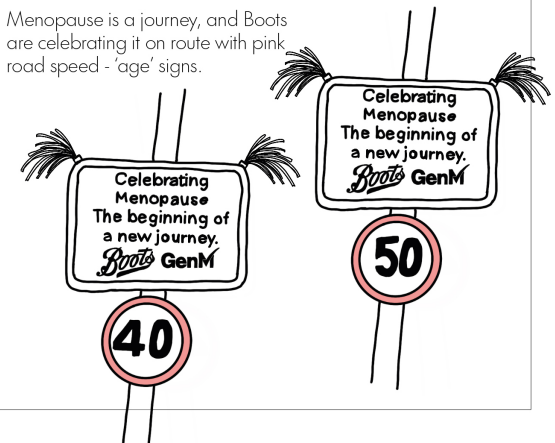 Menopause is a journey, and Boots
are celebrating it on route with pink
road speed - 'age' signs.
Celebrating
Menopause
The beginning of
a new journey.
Boots GenM
40
Celebrating
Menopause
The beginning of
a new journey.
Boots GenM
50